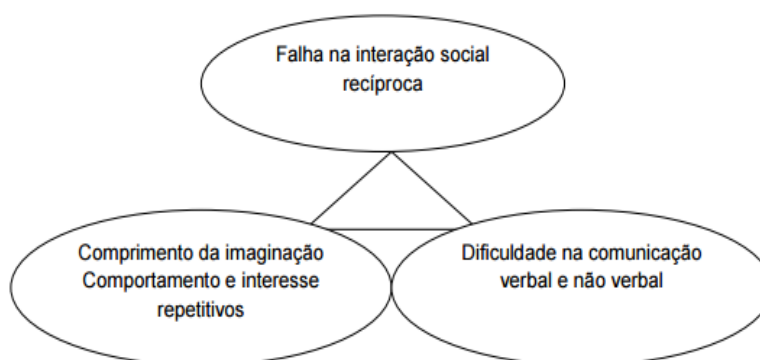 Falha na interação social
recíproca
Comprimento da imaginação
Comportamento e interesse
repetitivos
Dificuldade na comunicação
verbal e não verbal